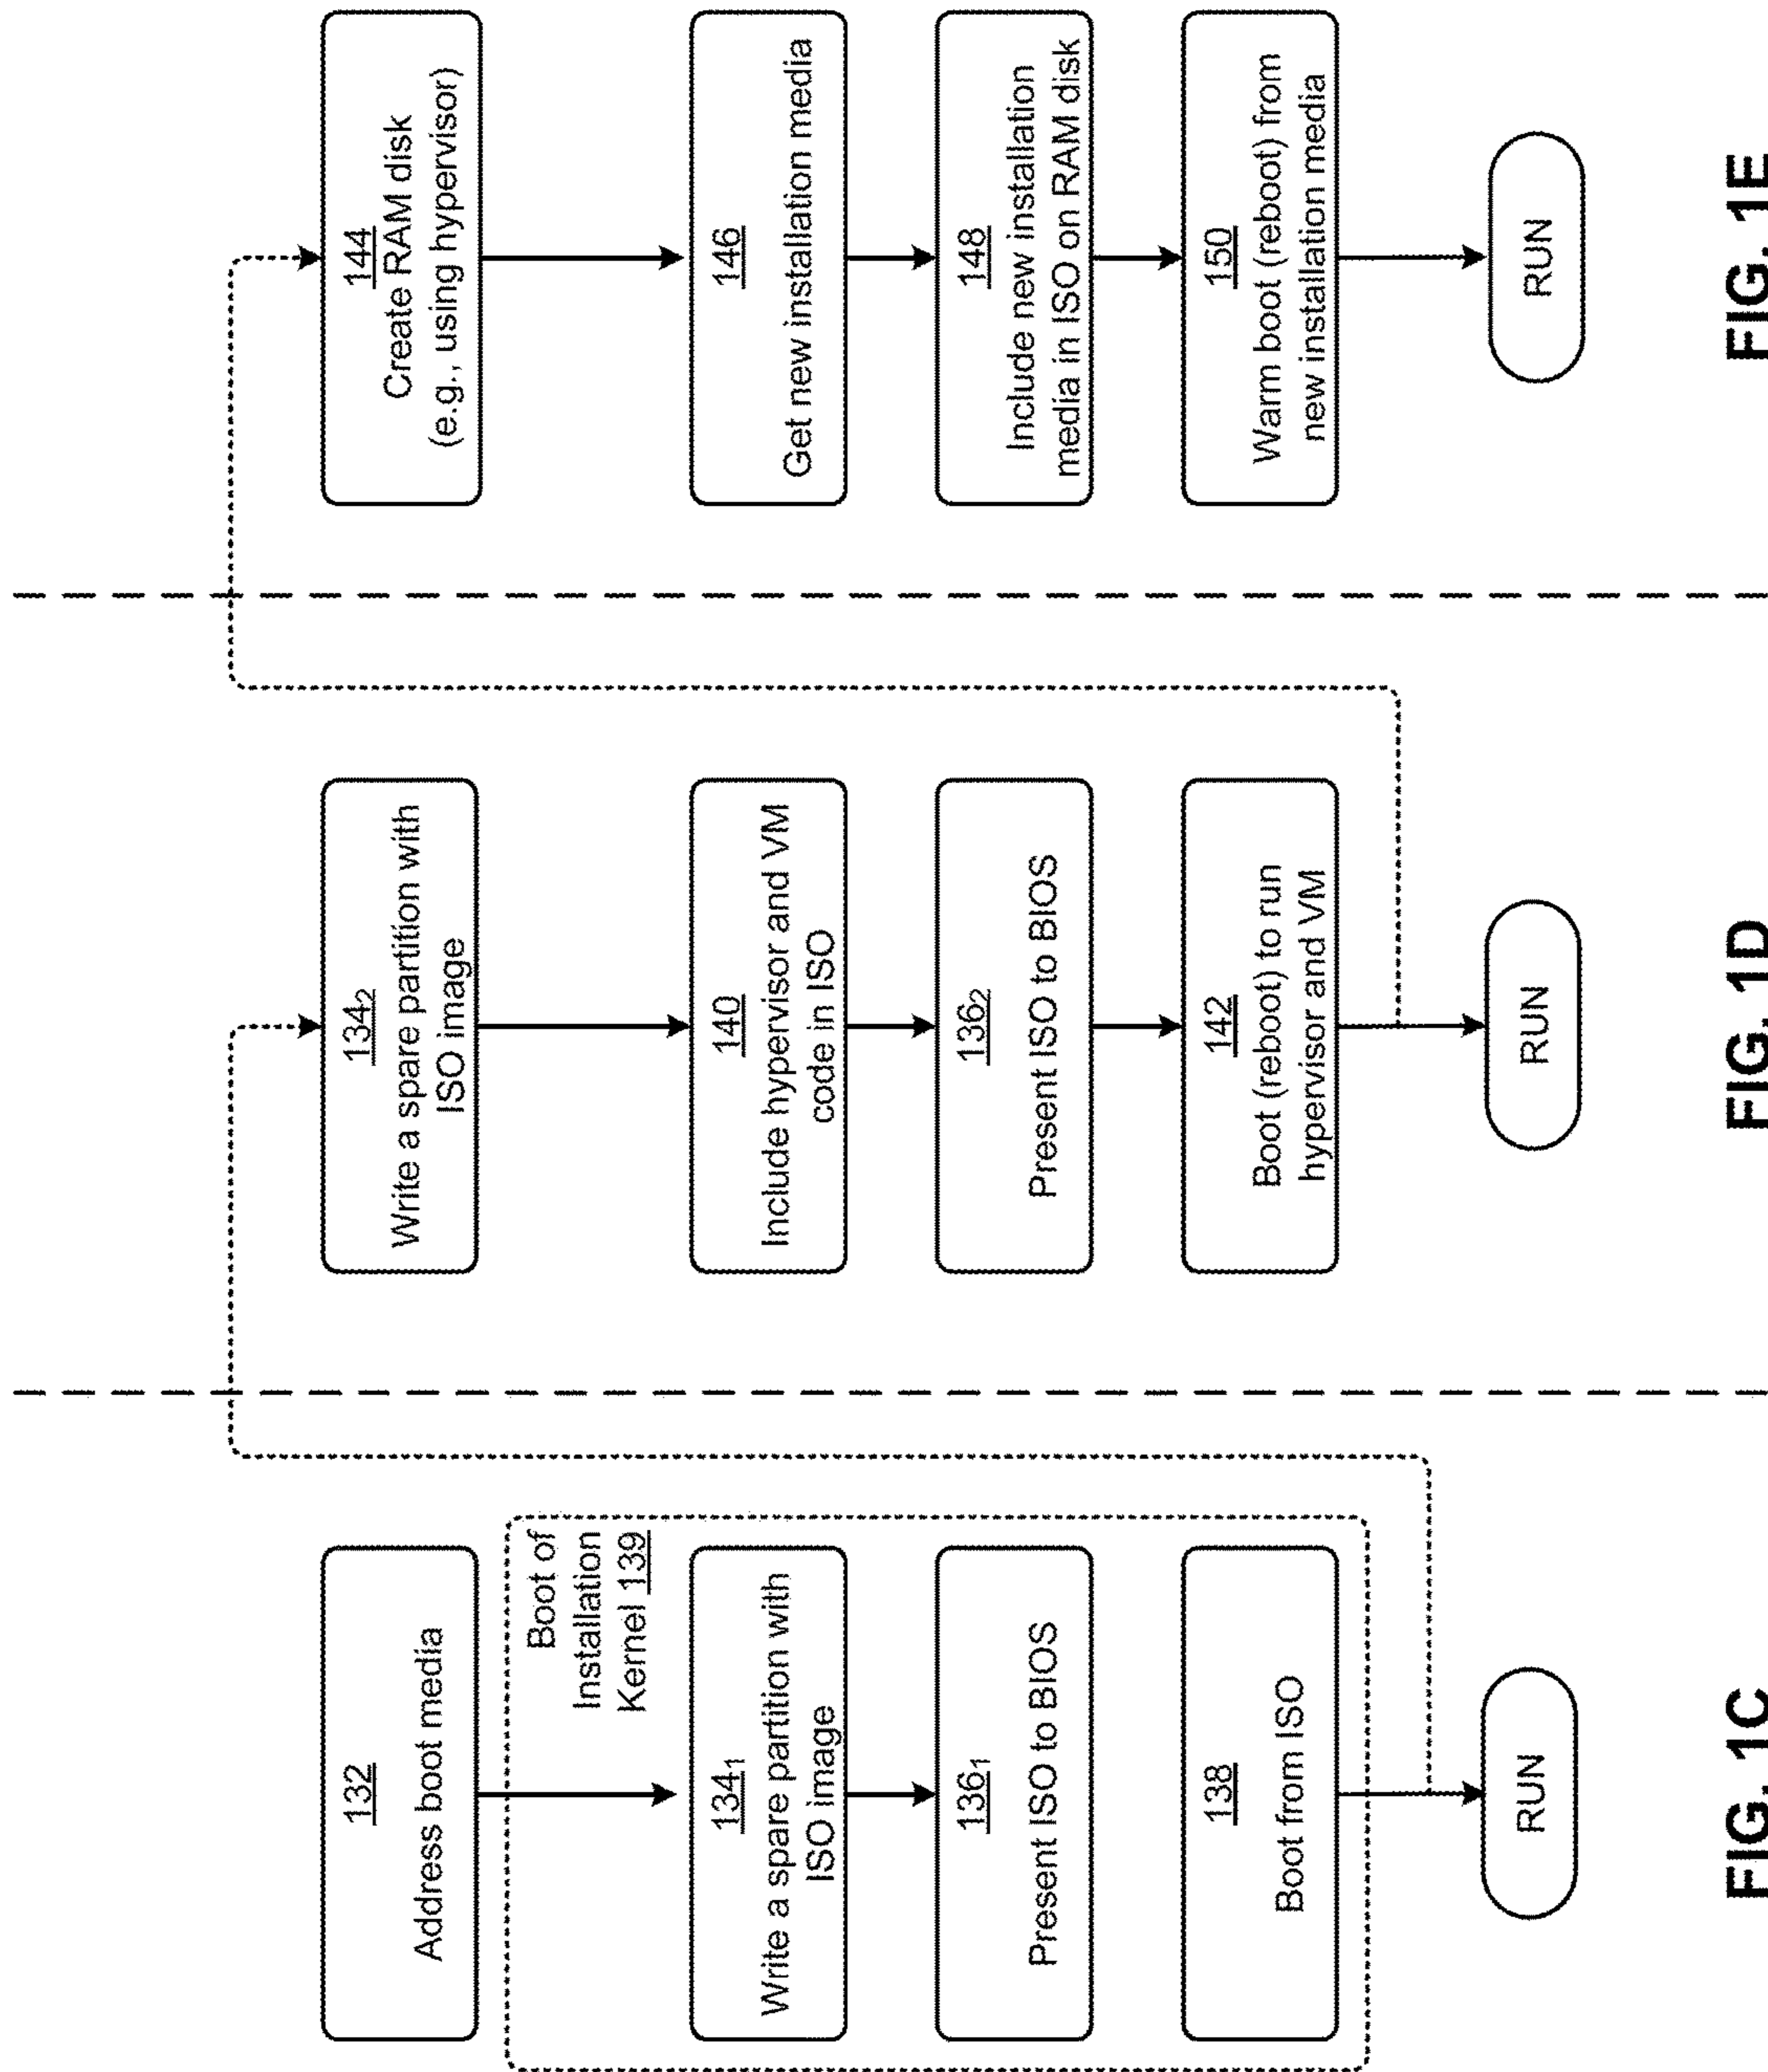 132
Address boot media
Boot of
Installation
Kernel 139
134₁
Write a spare partition with
ISO image
136₁
Present ISO to BIOS
138
Boot from ISO
RUN
FIG. 1C
134₂
Write a spare partition with
ISO image
140
Include hypervisor and VM
code in ISO
136₂
Present ISO to BIOS
142
Boot (reboot) to run
hypervisor and VM
RUN
FIG. 1D
144
Create RAM disk
(e.g., using hypervisor)
146
Get new installation media
148
Include new installation
media in ISO on RAM disk
150
Warm boot (reboot) from
new installation media
RUN
FIG. 1E